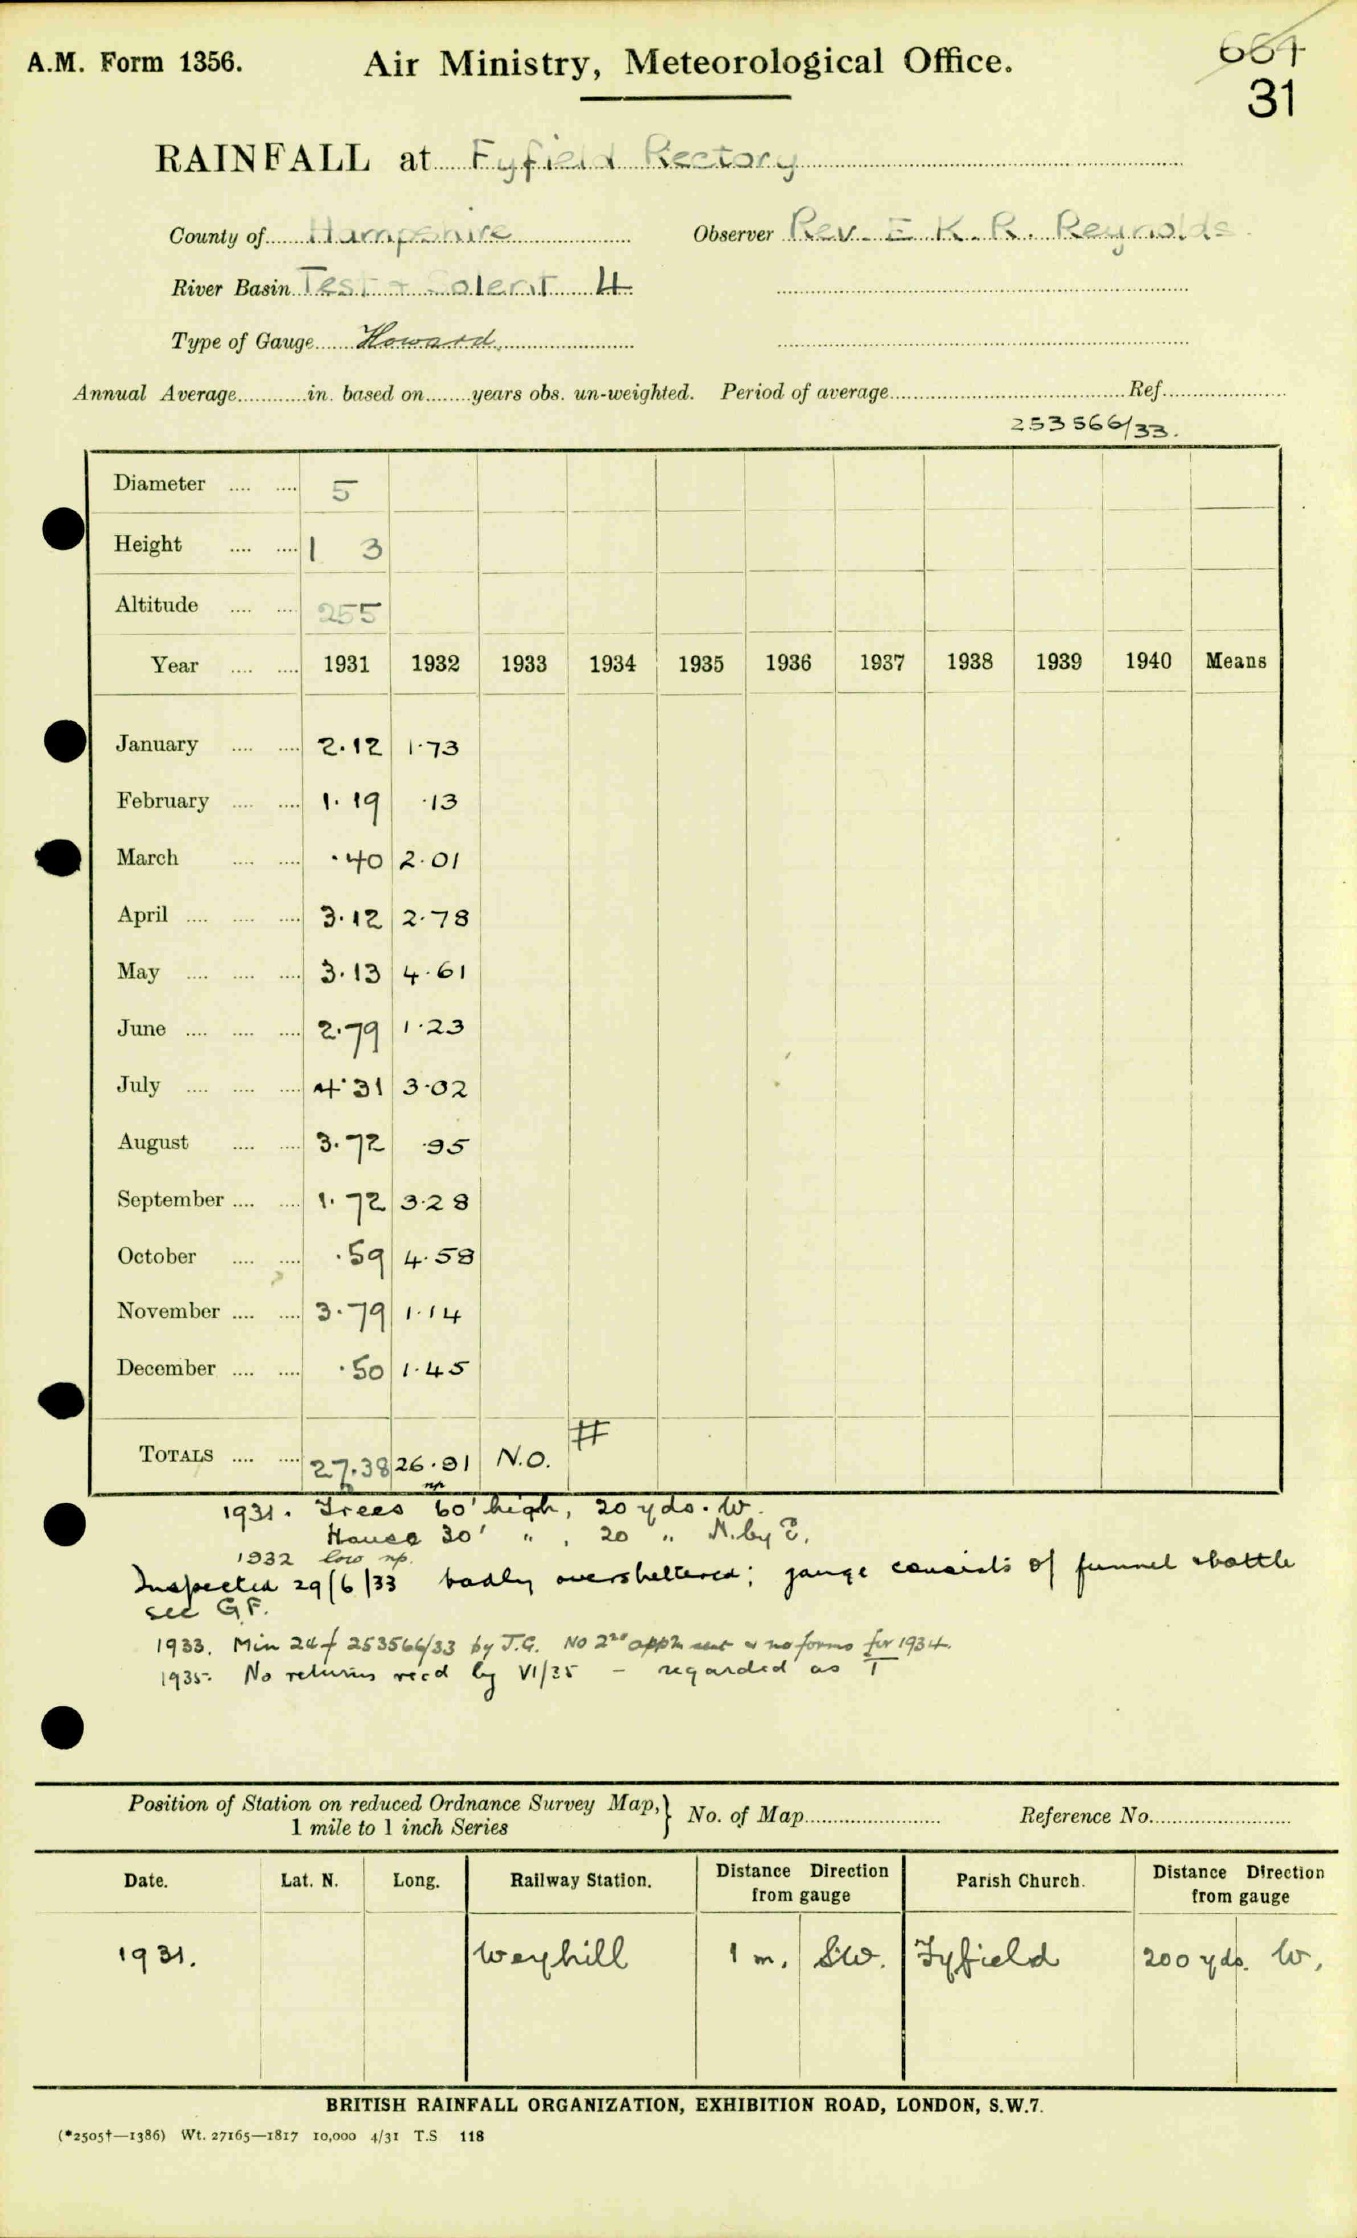 A.M. Form 1356. Air Ministry, Meteorological Office. 664
31
RAINFALL at Fyfield Rectory
County of Hampshire Observer Rev. E. K. R. Reynolds.
River Basin Test + Solent 4
Type of Gauge Howard.
Annual Average in. based on years obs. un-weighted. Period of average Ref.
253566/33.
Diameter 5
Height 1 3
Altitude 255
Year 1931 1932 1933 1934 1935 1936 1937 1938 1939 1940 Means
January 2.12 1.73
February 1.19 .13
March .40 2.01
April 3.12 2.78
May 3.13 4.61
June 2.79 1.23
July 4.31 3.02
August 3.72 .95
September 1.72 3.28
October .59 4.58
November 3.79 1.14
December .50 1.45
TOTALS 27.38 26.91 N.O. #
np
1931. Trees 60' high, 20 yds. W.
House 30' " , 20 " N. by E.
1932 low np.
Inspected 29/6/33 badly oversheltered; gauge consists of funnel & bottle
see G.F.
1933. Min 24 of 253566/33 by J.G. No 2nd appn sent & no forms for 1934.
1935. No returns recd by VI/35 – regarded as T
Position of Station on reduced Ordnance Survey Map, } No. of Map Reference No.
1 mile to 1 inch Series
Date. Lat. N. Long. Railway Station. Distance Direction from gauge Parish Church. Distance Direction from gauge
1931. Weyhill 1 m. S.W. Fyfield 200 yds. W.
BRITISH RAINFALL ORGANIZATION, EXHIBITION ROAD, LONDON, S.W.7.
(*2505†—1386) Wt. 27165—1817 10,000 4/31 T.S 118